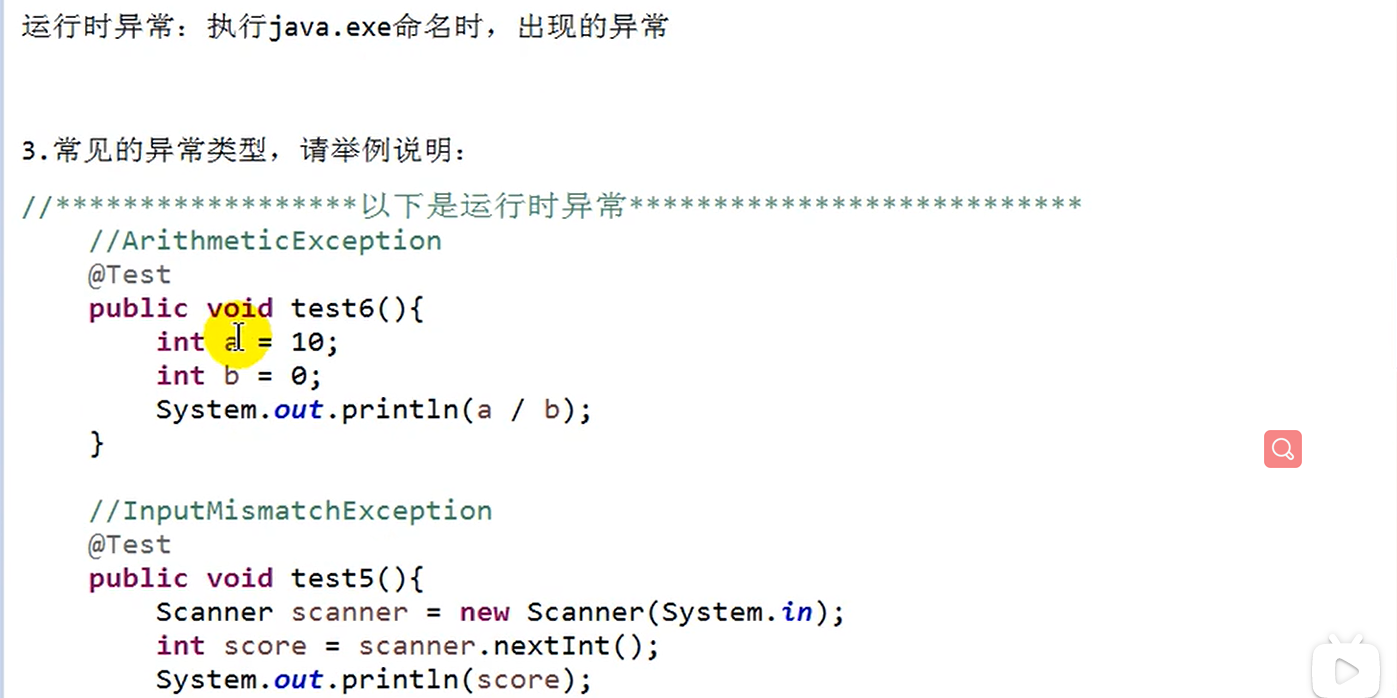 运行时异常：执行java.exe命名时，出现的异常
3.常见的异常类型，请举例说明：
//******************以下是运行时异常***************************
//ArithmeticException
@Test
public void test6(){
int a = 10;
int b = 0;
System.out.println(a / b);
}
//InputMismatchException
@Test
public void test5(){
Scanner scanner = new Scanner(System.in);
int score = scanner.nextInt();
System.out.println(score);